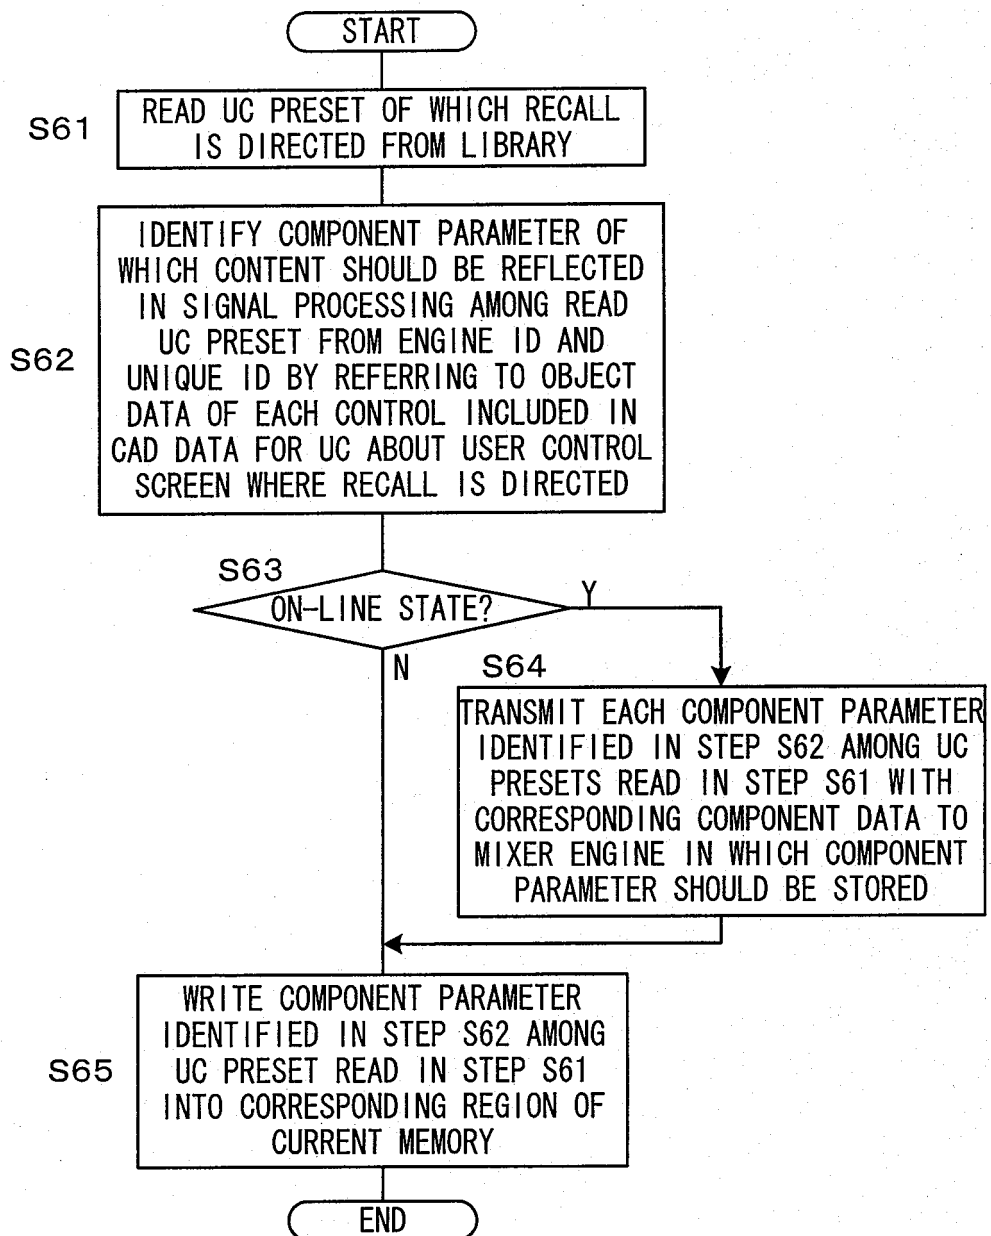 START
S61
READ UC PRESET OF WHICH RECALL
IS DIRECTED FROM LIBRARY
S62
IDENTIFY COMPONENT PARAMETER OF
WHICH CONTENT SHOULD BE REFLECTED
IN SIGNAL PROCESSING AMONG READ
UC PRESET FROM ENGINE ID AND
UNIQUE ID BY REFERRING TO OBJECT
DATA OF EACH CONTROL INCLUDED IN
CAD DATA FOR UC ABOUT USER CONTROL
SCREEN WHERE RECALL IS DIRECTED
S63
ON-LINE STATE?
Y
N
S64
TRANSMIT EACH COMPONENT PARAMETER
IDENTIFIED IN STEP S62 AMONG UC
PRESETS READ IN STEP S61 WITH
CORRESPONDING COMPONENT DATA TO
MIXER ENGINE IN WHICH COMPONENT
PARAMETER SHOULD BE STORED
S65
WRITE COMPONENT PARAMETER
IDENTIFIED IN STEP S62 AMONG
UC PRESET READ IN STEP S61
INTO CORRESPONDING REGION OF
CURRENT MEMORY
END